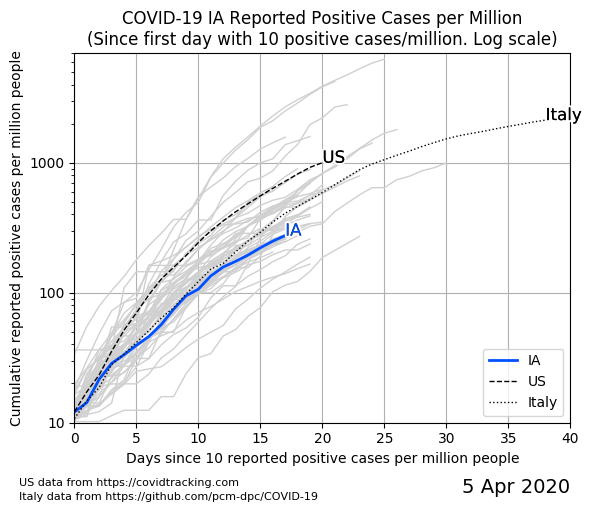 COVID-19 IA Reported Positive Cases per Million
(Since first day with 10 positive cases/million. Log scale)
Cumulative reported positive cases per million people
1000
100
10
Italy
US
IA
IA
US
Italy
0 5 10 15 20 25 30 35 40
Days since 10 reported positive cases per million people
US data from https://covidtracking.com
Italy data from https://github.com/pcm-dpc/COVID-19
5 Apr 2020